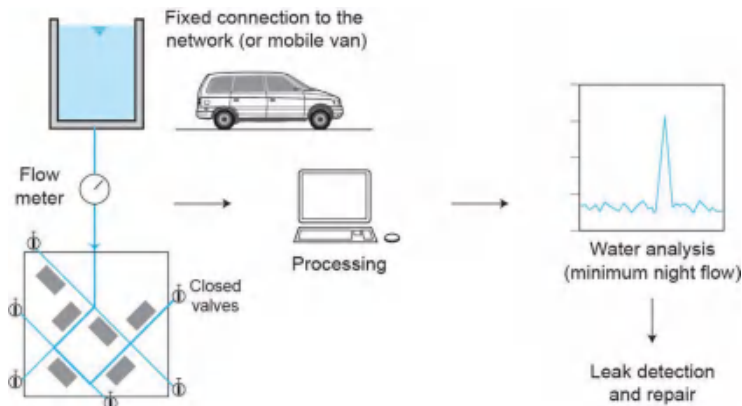 Fixed connection to the
network (or mobile van)
Flow
meter
Processing
Closed
valves
Water analysis
(minimum night flow)
Leak detection
and repair